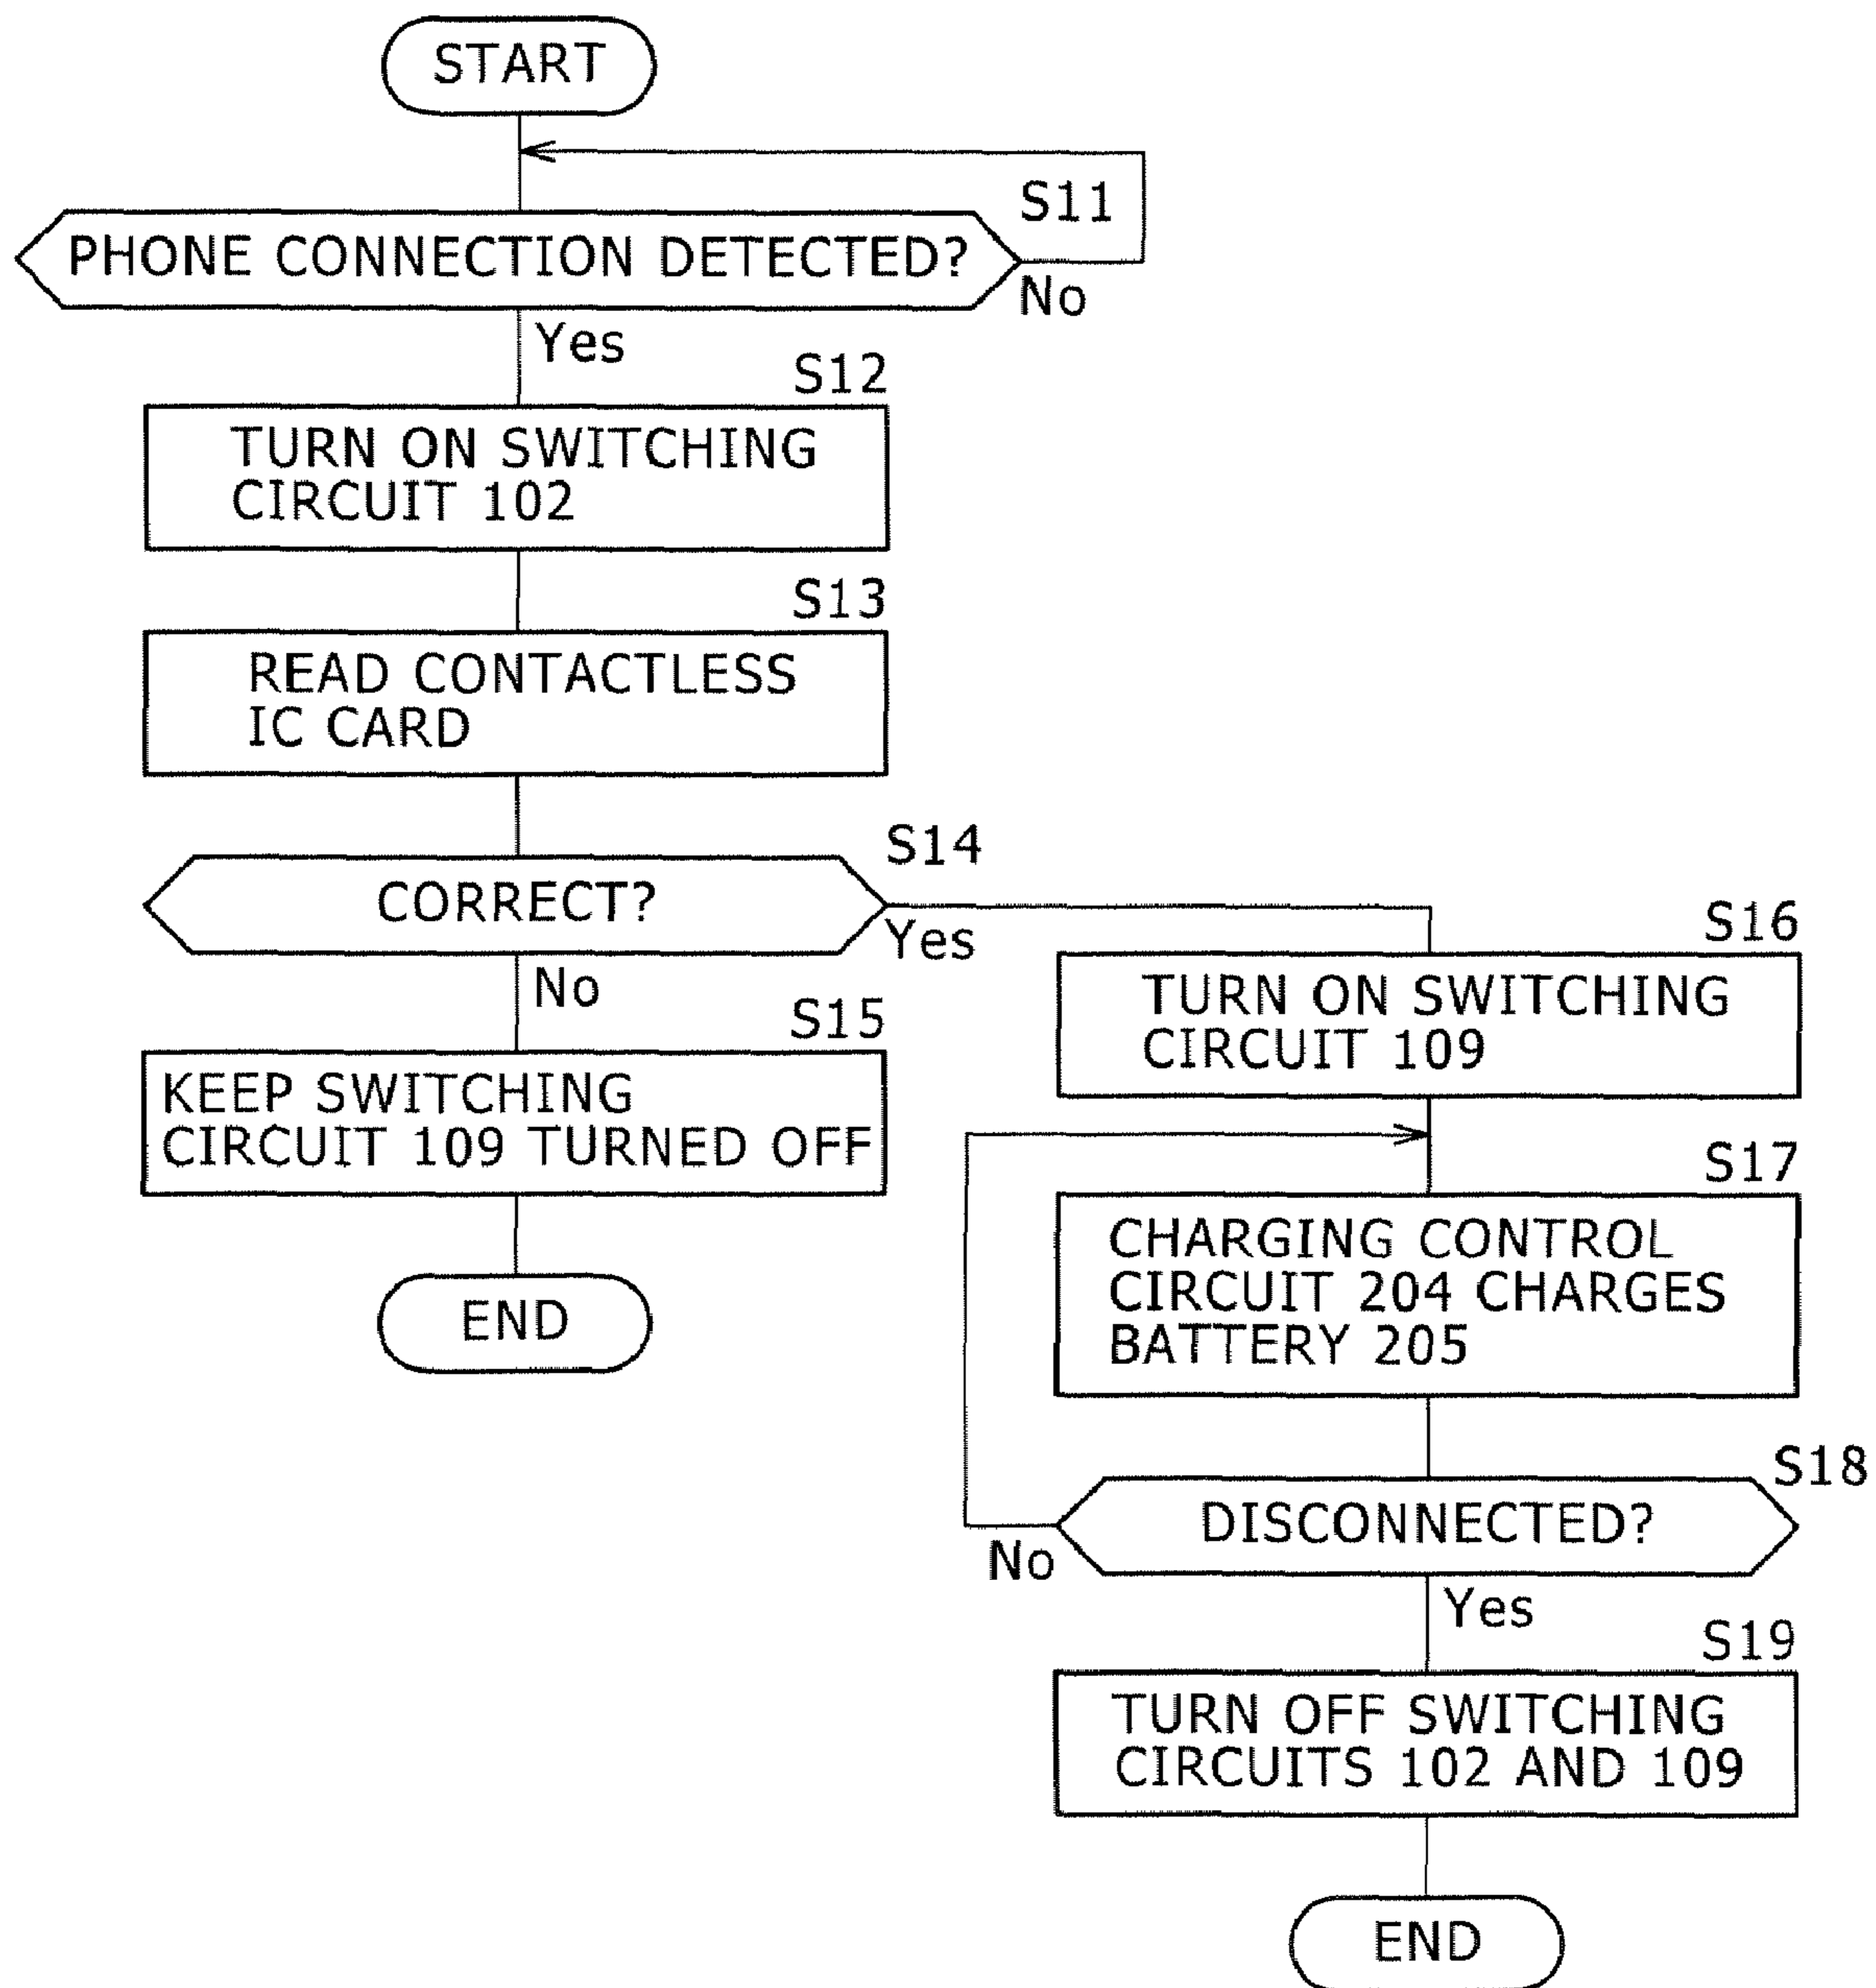 START
S11
PHONE CONNECTION DETECTED?
No
Yes
S12
TURN ON SWITCHING
CIRCUIT 102
S13
READ CONTACTLESS
IC CARD
S14
CORRECT?
Yes
No
S15
KEEP SWITCHING
CIRCUIT 109 TURNED OFF
END
S16
TURN ON SWITCHING
CIRCUIT 109
S17
CHARGING CONTROL
CIRCUIT 204 CHARGES
BATTERY 205
S18
DISCONNECTED?
No
Yes
S19
TURN OFF SWITCHING
CIRCUITS 102 AND 109
END